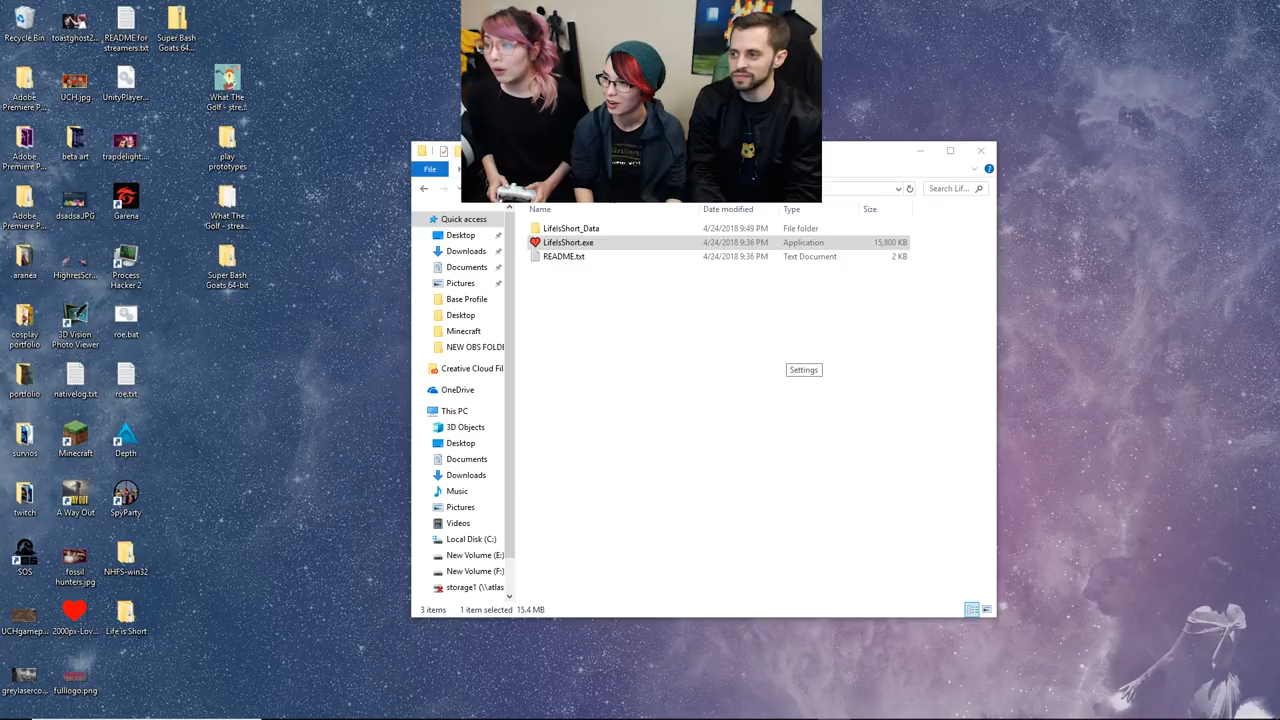 Recycle Bin
toastghost2...
README for
streamers.txt
Super Bash
Goats 64...
Adobe
Premiere P...
UCH.jpg
UnityPlayer...
What The
Golf - stre...
Adobe
Premiere P...
beta art
trapdelight....
play
prototypes
Adobe
Premiere P...
dsadsa.JPG
Garena
What The
Golf - stre...
aranea
HighresScre...
Process
Hacker 2
Super Bash
Goats 64-bit
cosplay
portfolio
3D Vision
Photo Viewer
roe.bat
portfolio
nativelog.txt
roe.txt
survios
Minecraft
Depth
twitch
A Way Out
SpyParty
SOS
fossil
hunters.jpg
NHFS-win32
UCHgamep...
2000px-Lov...
Life is Short
greylaserco...
fulllogo.png
File
Search Lif...
Name
Date modified
Type
Size
LifeIsShort_Data
4/24/2018 9:49 PM
File folder
LifeIsShort.exe
4/24/2018 9:36 PM
Application
15,800 KB
README.txt
4/24/2018 9:36 PM
Text Document
2 KB
Quick access
Desktop
Downloads
Documents
Pictures
Base Profile
Desktop
Minecraft
NEW OBS FOLDE
Creative Cloud Fil
OneDrive
This PC
3D Objects
Desktop
Documents
Downloads
Music
Pictures
Videos
Local Disk (C:)
New Volume (E:)
New Volume (F:)
storage1 (\\atlas
Settings
3 items
1 item selected 15.4 MB